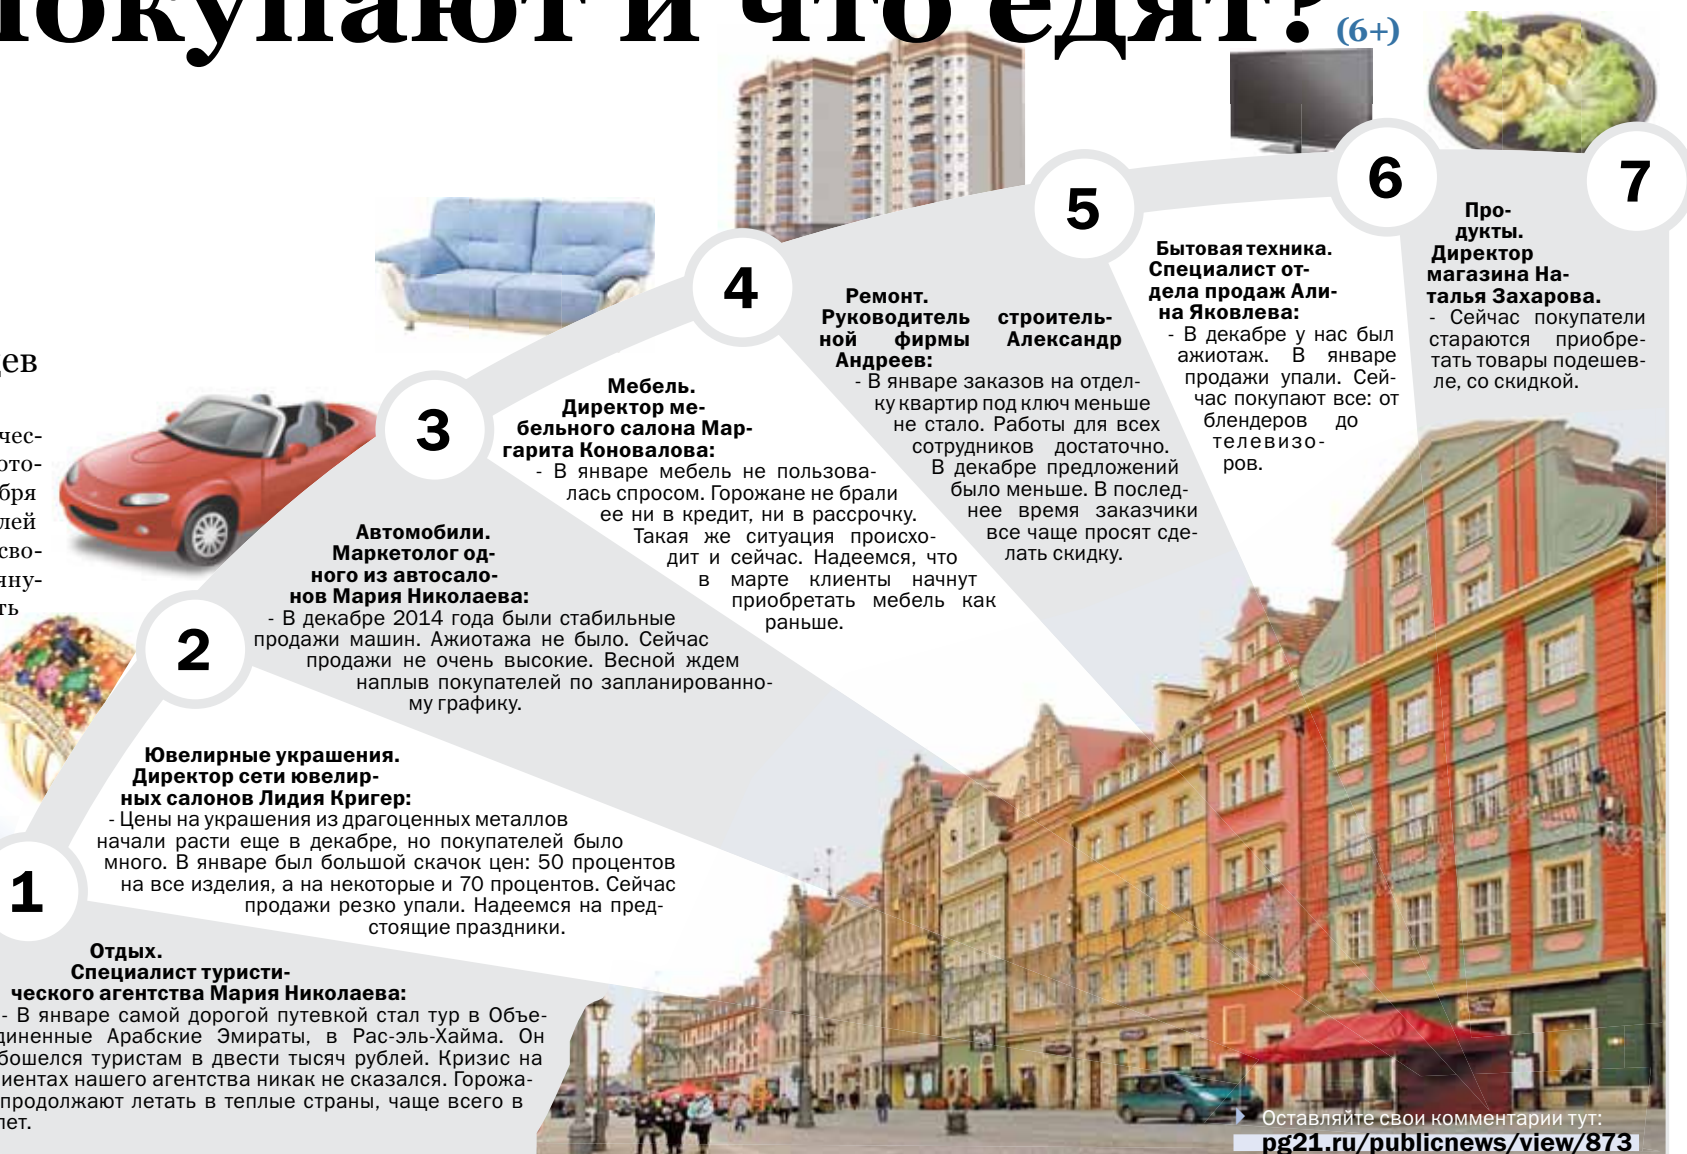 покупают и что едят?
(6+)
ев
чес-
ото-
бря
лей
сво-
яну-
ть
1
Отдых.
Специалист туристи-
ческого агентства Мария Николаева:
- В январе самой дорогой путевкой стал тур в Объе-
диненные Арабские Эмираты, в Рас-эль-Хайма. Он
бошелся туристам в двести тысяч рублей. Кризис на
иентах нашего агентства никак не сказался. Горожа-
продолжают летать в теплые страны, чаще всего в
лет.
2
Ювелирные украшения.
Директор сети ювелир-
ных салонов Лидия Кригер:
- Цены на украшения из драгоценных металлов
начали расти еще в декабре, но покупателей было
много. В январе был большой скачок цен: 50 процентов
на все изделия, а на некоторые и 70 процентов. Сейчас
продажи резко упали. Надеемся на пред-
стоящие праздники.
3
Автомобили.
Маркетолог од-
ного из автосало-
нов Мария Николаева:
- В декабре 2014 года были стабильные
продажи машин. Ажиотажа не было. Сейчас
продажи не очень высокие. Весной ждем
наплыв покупателей по запланированно-
му графику.
4
Мебель.
Директор ме-
бельного салона Мар-
гарита Коновалова:
- В январе мебель не пользова-
лась спросом. Горожане не брали
ее ни в кредит, ни в рассрочку.
Такая же ситуация происхо-
дит и сейчас. Надеемся, что
в марте клиенты начнут
приобретать мебель как
раньше.
5
Ремонт.
Руководитель строитель-
ной фирмы Александр
Андреев:
- В январе заказов на отдел-
ку квартир под ключ меньше
не стало. Работы для всех
сотрудников достаточно.
В декабре предложений
было меньше. В послед-
нее время заказчики
все чаще просят сде-
лать скидку.
6
Бытовая техника.
Специалист от-
дела продаж Али-
на Яковлева:
- В декабре у нас был
ажиотаж. В январе
продажи упали. Сей-
час покупают все: от
блендеров до
телевизо-
ров.
7
Про-
дукты.
Директор
магазина На-
талья Захарова.
- Сейчас покупатели
стараются приобре-
тать товары подешев-
ле, со скидкой.
Оставляйте свои комментарии тут:
pg21.ru/publicnews/view/873